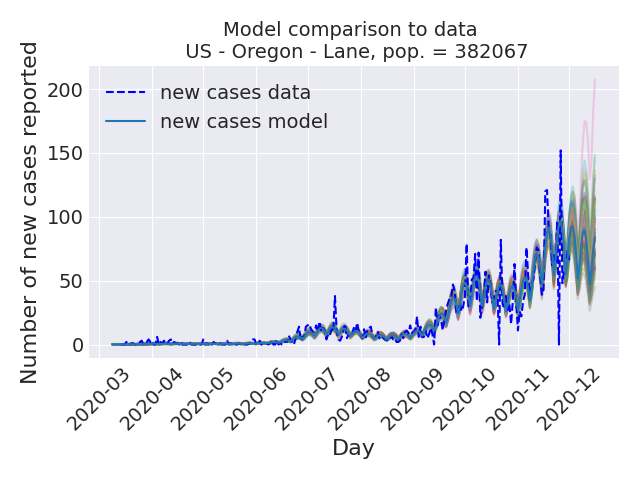 Model comparison to data
US - Oregon - Lane, pop. = 382067
Number of new cases reported
200
150
100
50
0
new cases data
new cases model
2020-03
2020-04
2020-05
2020-06
2020-07
2020-08
2020-09
2020-10
2020-11
2020-12
Day